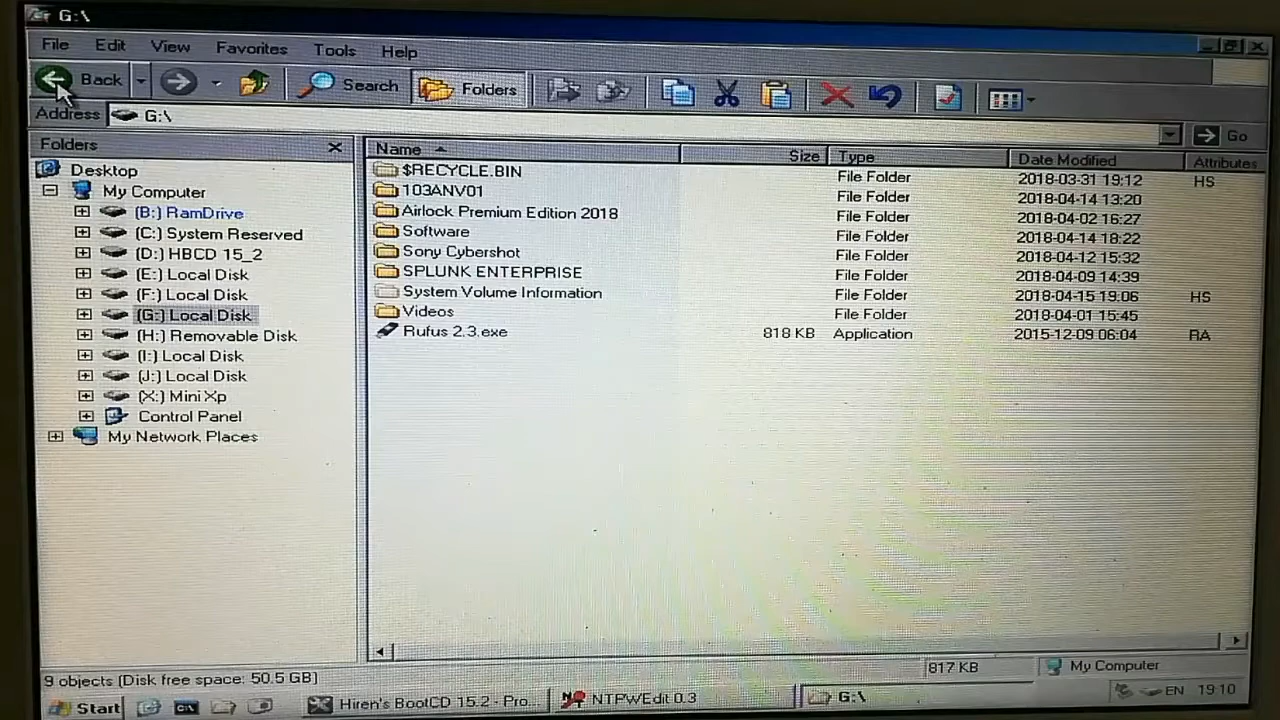 G:\
File Edit View Favorites Tools Help
Back Search Folders
Address G:\ Go
Folders
Desktop
My Computer
(B:) RamDrive
(C:) System Reserved
(D:) HBCD 15_2
(E:) Local Disk
(F:) Local Disk
(G:) Local Disk
(H:) Removable Disk
(I:) Local Disk
(J:) Local Disk
(X:) Mini Xp
Control Panel
My Network Places
Name Size Type Date Modified Attributes
$RECYCLE.BIN File Folder 2018-03-31 19:12 HS
103ANV01 File Folder 2018-04-14 13:20
Airlock Premium Edition 2018 File Folder 2018-04-02 16:27
Software File Folder 2018-04-14 18:22
Sony Cybershot File Folder 2018-04-12 15:32
SPLUNK ENTERPRISE File Folder 2018-04-09 14:39
System Volume Information File Folder 2018-04-15 19:06 HS
Videos File Folder 2018-04-01 15:45
Rufus 2.3.exe 818 KB Application 2015-12-09 06:04 RA
9 objects (Disk free space: 50.5 GB) 817 KB My Computer
Start Hiren's BootCD 15.2 - Pro... NTPWEdit 0.3 G:\ EN 19:10